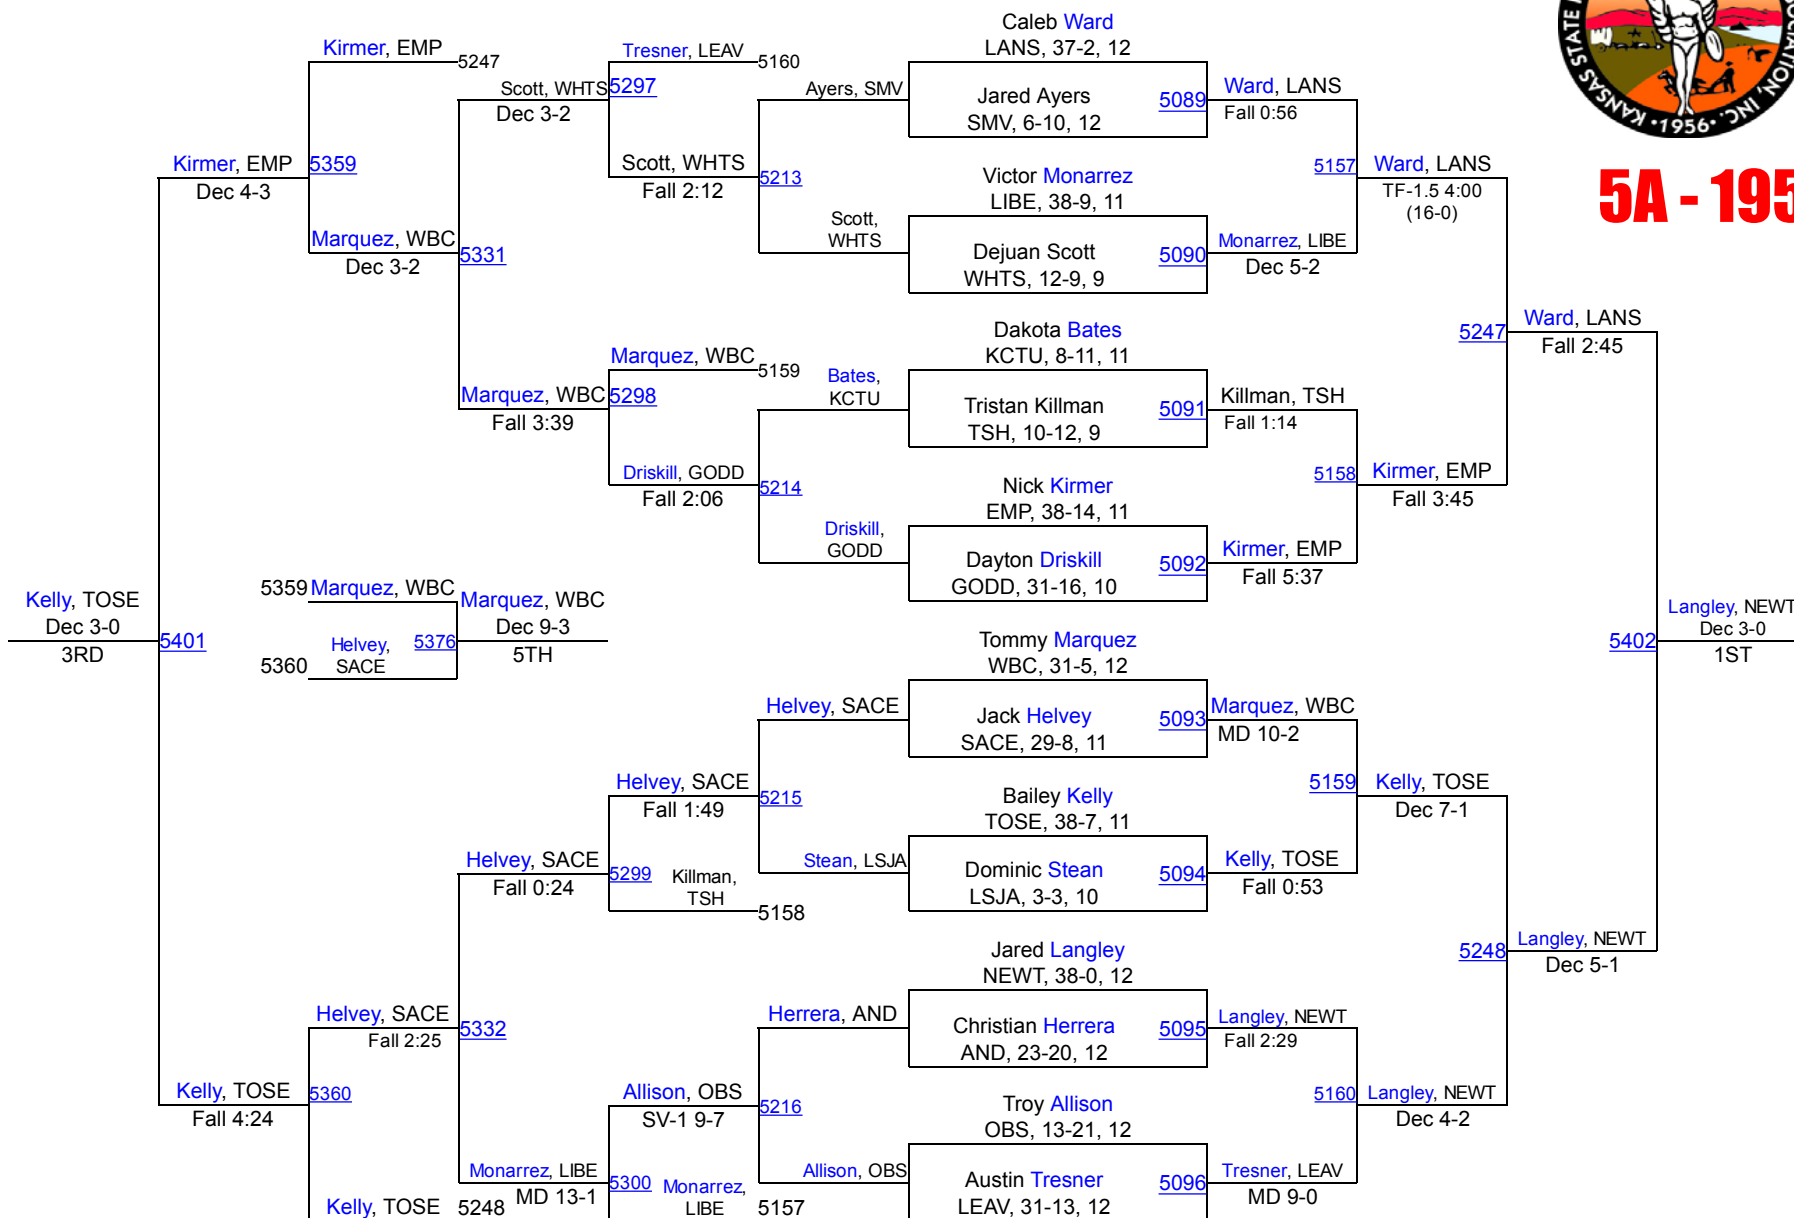 KANSAS STATE
OCIATION, INC.
•1956•
5A - 195
Kirmer, EMP
5247
Scott, WHTS
Dec 3-2
5297
Tresner, LEAV
5160
Ayers, SMV
Caleb Ward
LANS, 37-2, 12
Jared Ayers
SMV, 6-10, 12
5089
Ward, LANS
Fall 0:56
Kirmer, EMP
Dec 4-3
5359
Scott, WHTS
Fall 2:12
5213
Victor Monarrez
LIBE, 38-9, 11
5157
Ward, LANS
TF-1.5 4:00
(16-0)
Marquez, WBC
Dec 3-2
5331
Scott,
WHTS
Dejuan Scott
WHTS, 12-9, 9
5090
Monarrez, LIBE
Dec 5-2
Dakota Bates
KCTU, 8-11, 11
5247
Ward, LANS
Fall 2:45
Marquez, WBC
5159
Bates,
KCTU
Marquez, WBC
Fall 3:39
5298
Tristan Killman
TSH, 10-12, 9
5091
Killman, TSH
Fall 1:14
Driskill, GODD
Fall 2:06
5214
Nick Kirmer
EMP, 38-14, 11
5158
Kirmer, EMP
Fall 3:45
Driskill,
GODD
Dayton Driskill
GODD, 31-16, 10
5092
Kirmer, EMP
Fall 5:37
Kelly, TOSE
Dec 3-0
3RD
5401
5359
Marquez, WBC
5360
Helvey,
SACE
5376
Marquez, WBC
Dec 9-3
5TH
Tommy Marquez
WBC, 31-5, 12
5402
Langley, NEWT
Dec 3-0
1ST
Helvey, SACE
Jack Helvey
SACE, 29-8, 11
5093
Marquez, WBC
MD 10-2
Helvey, SACE
Fall 1:49
5215
Bailey Kelly
TOSE, 38-7, 11
5159
Kelly, TOSE
Dec 7-1
Helvey, SACE
Fall 0:24
5299
Killman,
TSH
5158
Stean, LSJA
Dominic Stean
LSJA, 3-3, 10
5094
Kelly, TOSE
Fall 0:53
Jared Langley
NEWT, 38-0, 12
5248
Langley, NEWT
Dec 5-1
Helvey, SACE
Fall 2:25
5332
Herrera, AND
Christian Herrera
AND, 23-20, 12
5095
Langley, NEWT
Fall 2:29
Kelly, TOSE
Fall 4:24
5360
Allison, OBS
SV-1 9-7
5216
Troy Allison
OBS, 13-21, 12
5160
Langley, NEWT
Dec 4-2
Monarrez, LIBE
MD 13-1
5300
Monarrez,
LIBE
5157
Allison, OBS
Austin Tresner
LEAV, 31-13, 12
5096
Tresner, LEAV
MD 9-0
Kelly, TOSE
5248